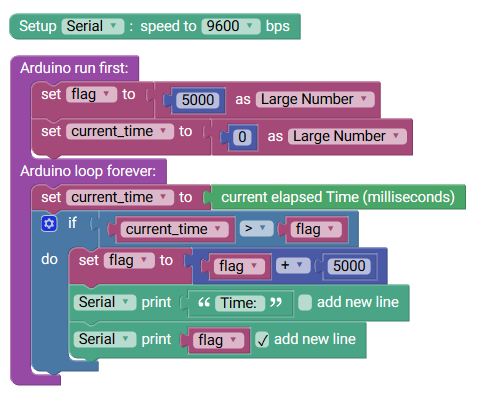 Setup Serial : speed to 9600 bps
Arduino run first:
set flag to 5000 as Large Number
set current_time to 0 as Large Number
Arduino loop forever:
set current_time to current elapsed Time (milliseconds)
if current_time > flag
do set flag to flag + 5000
Serial print “ Time: ” add new line
Serial print flag add new line